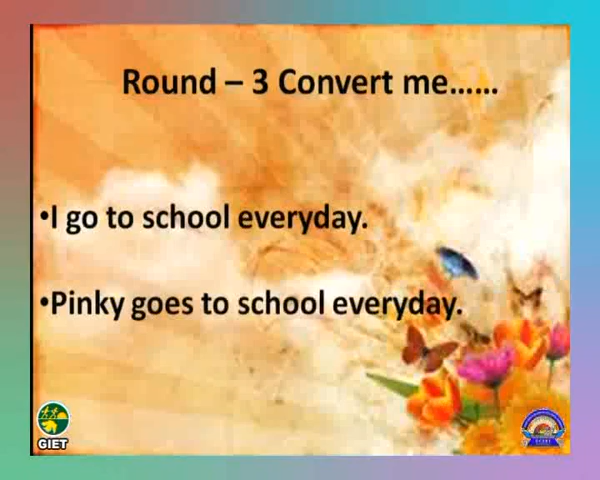 Round – 3 Convert me……
•I go to school everyday.
•Pinky goes to school everyday.
GIET